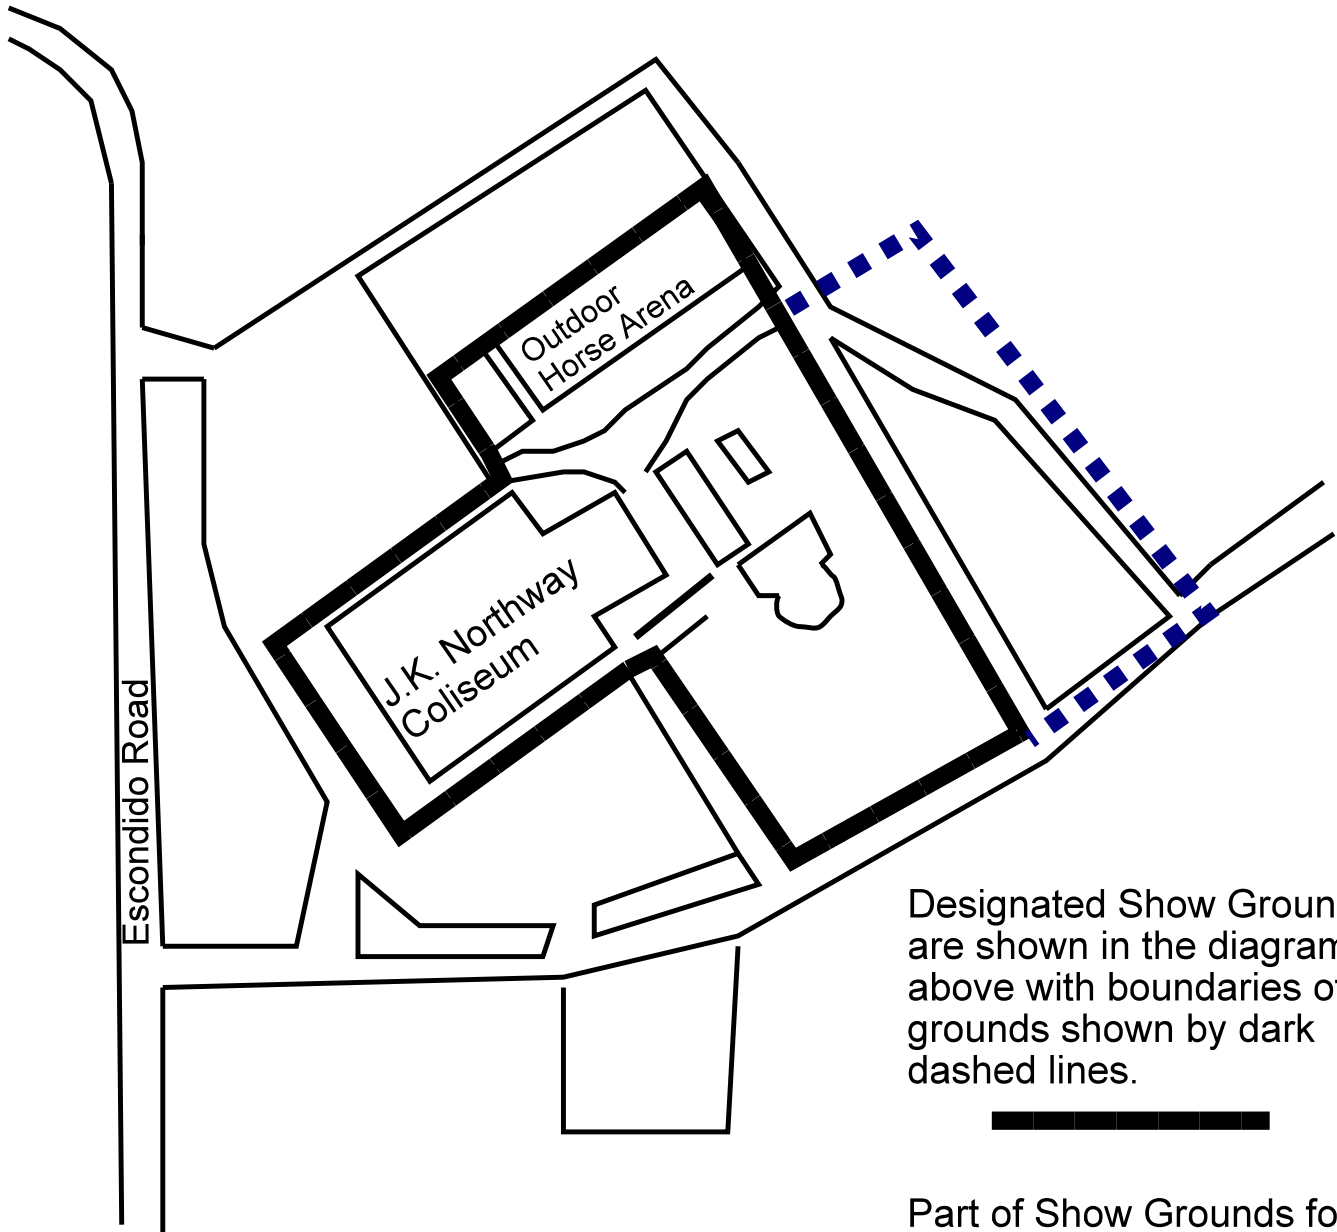 Outdoor
Horse Arena
J.K. Northway
Coliseum
Escondido Road
Designated Show Groun
are shown in the diagram
above with boundaries of
grounds shown by dark
dashed lines.
Part of Show Grounds fo